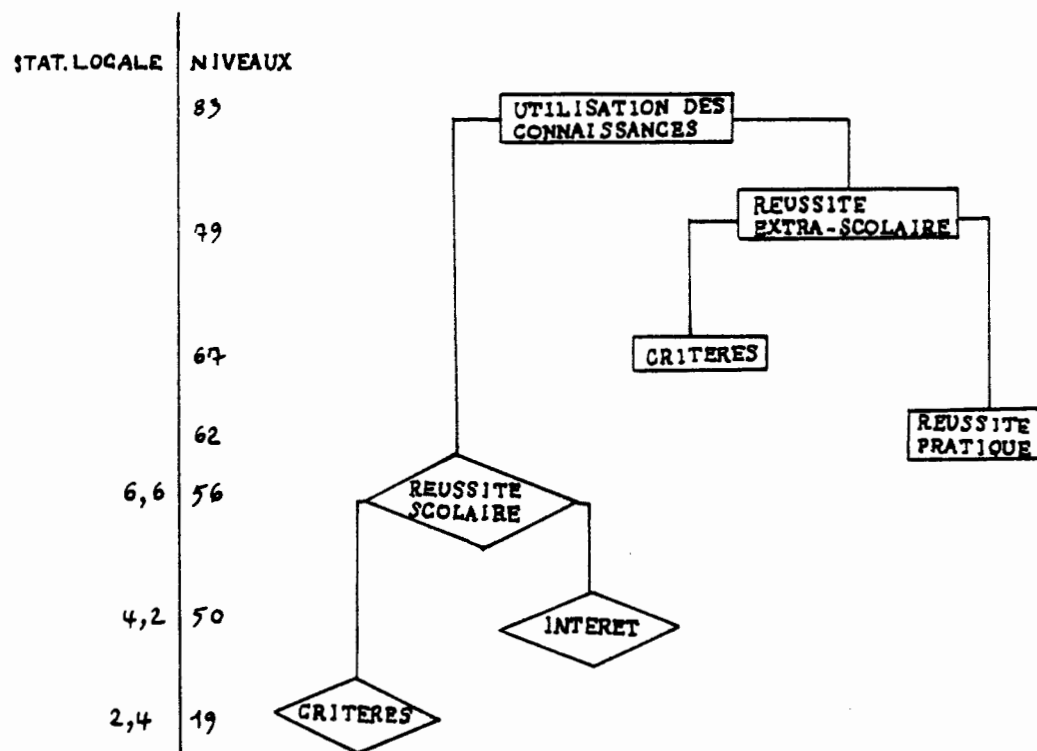 STAT. LOCALE NIVEAUX
83 UTILISATION DES
CONNAISSANCES
REUSSITE
79 EXTRA-SCOLAIRE
67 CRITERES
62 REUSSITE
PRATIQUE
6,6 56 REUSSITE
SCOLAIRE
4,2 50 INTERET
2,4 19 CRITERES